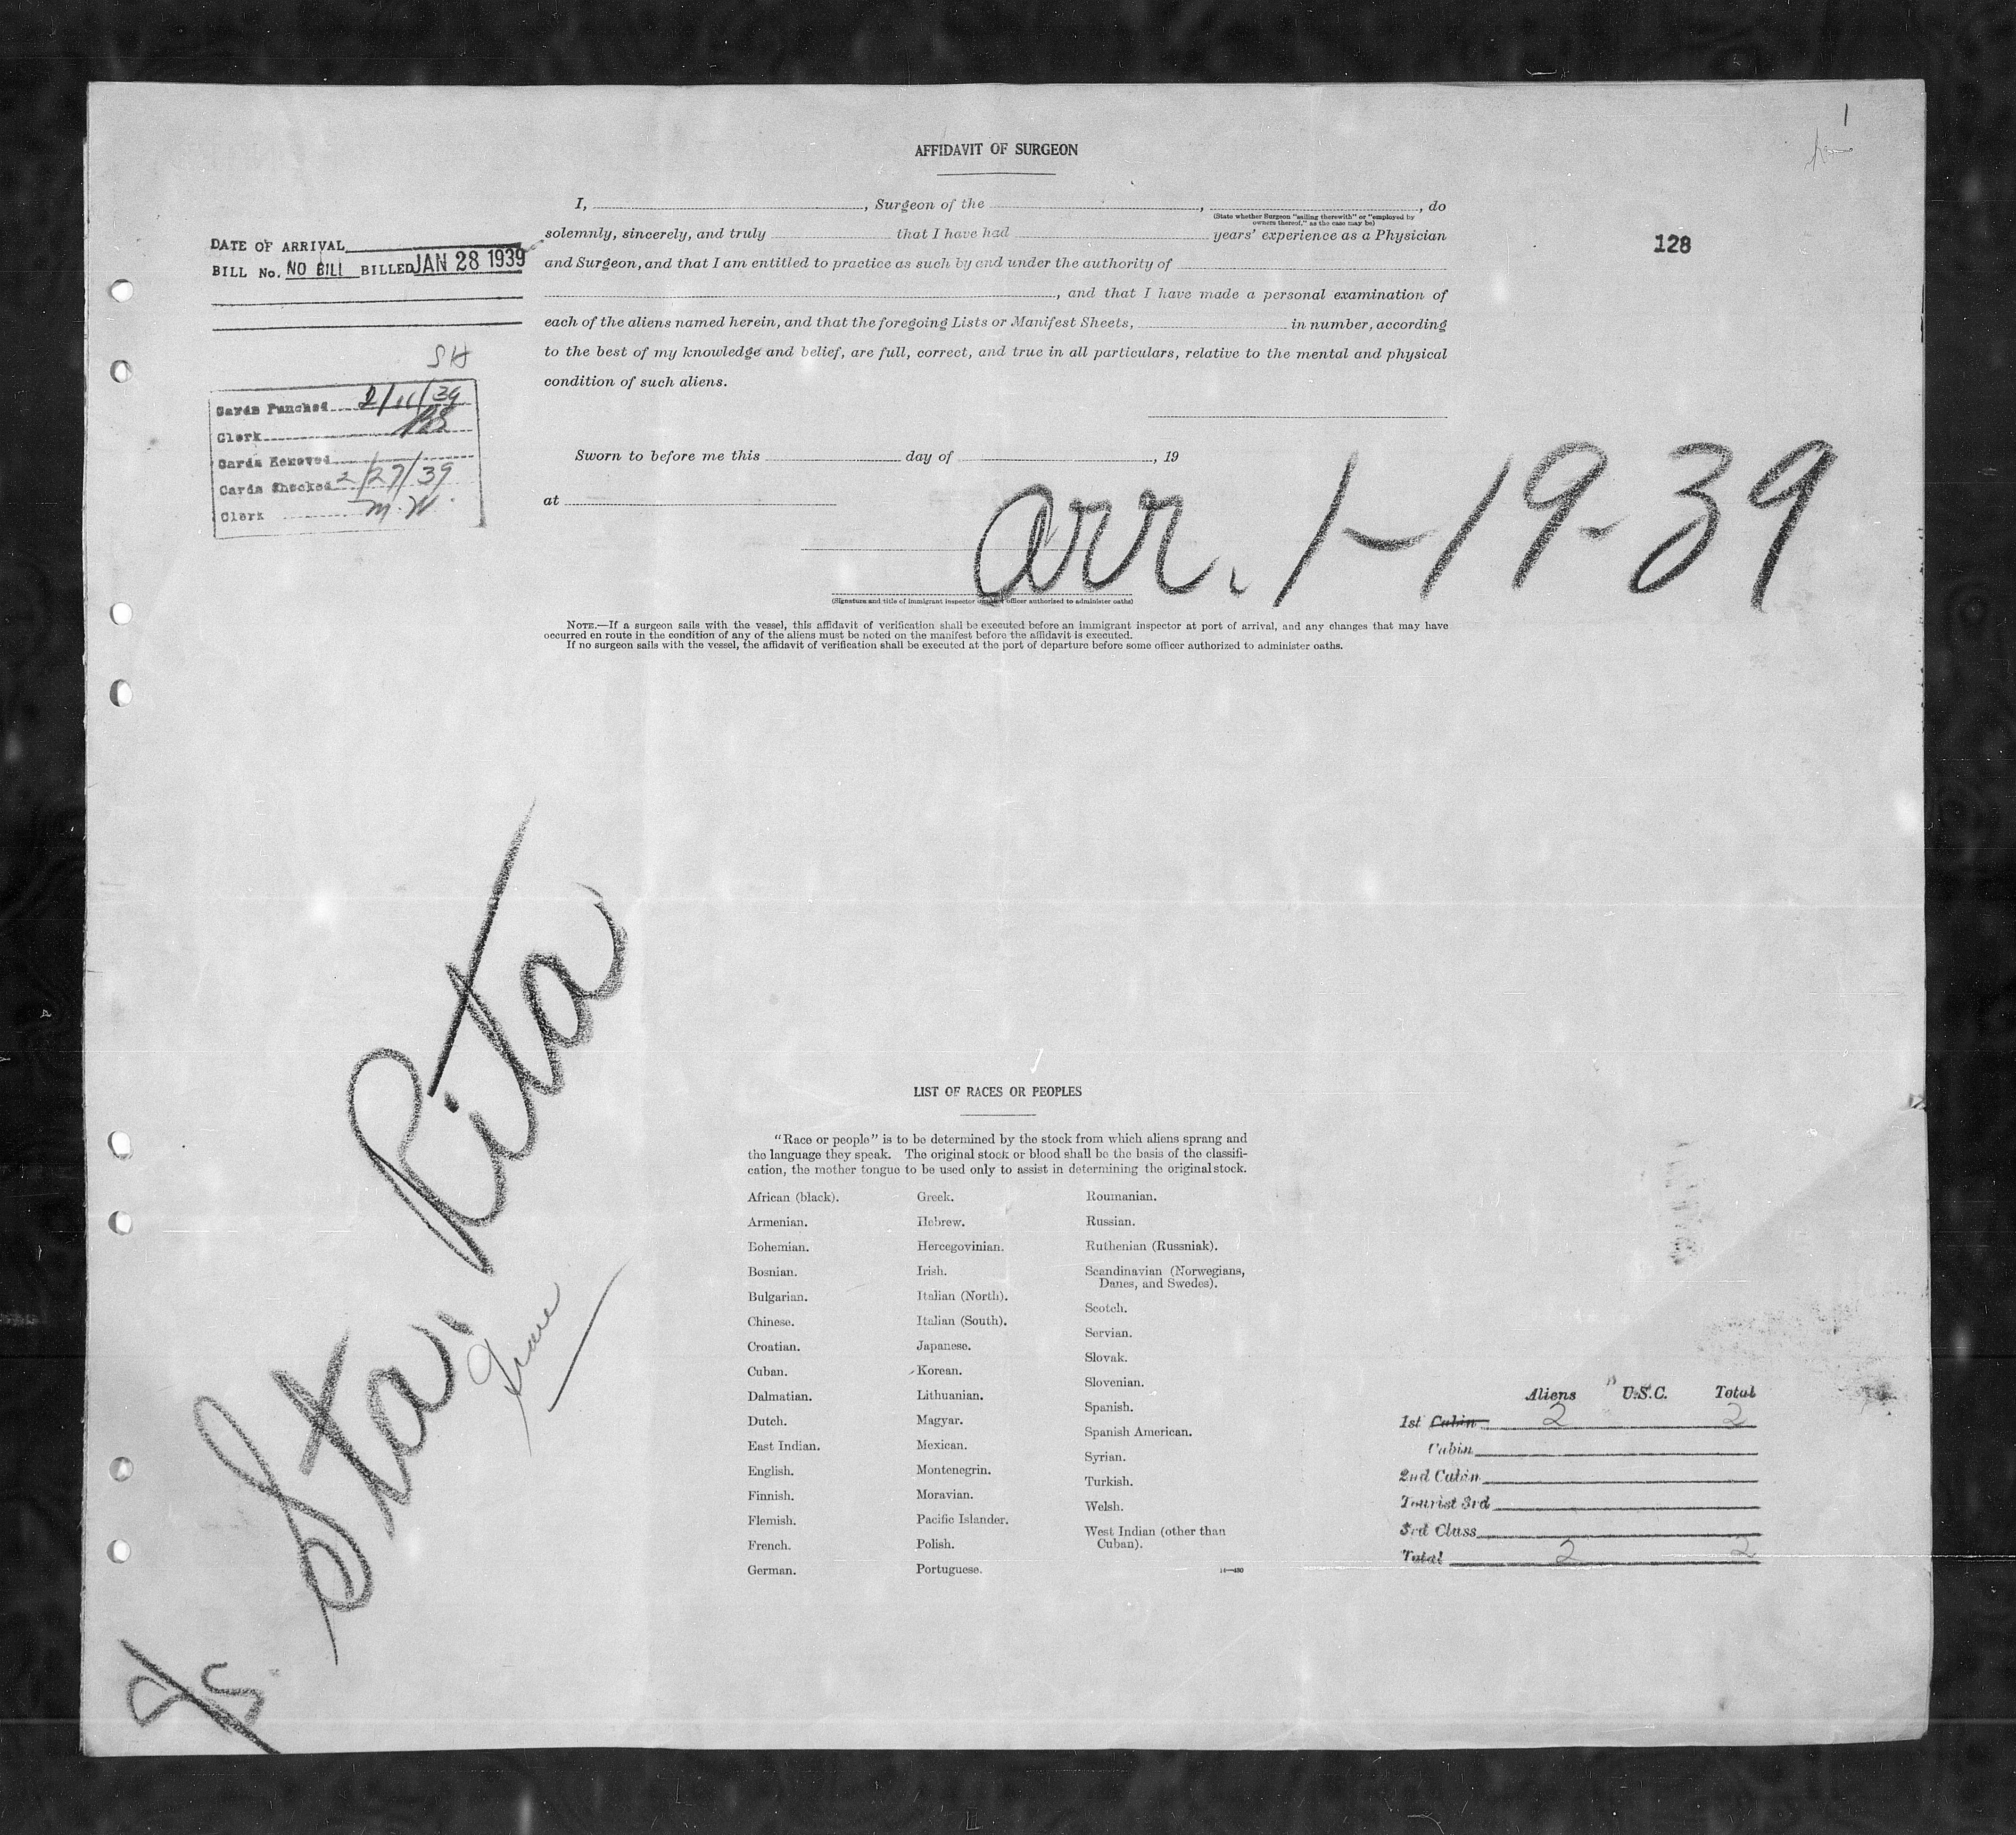 1
AFFIDAVIT OF SURGEON
I, , Surgeon of the , , do
(State whether Surgeon "sailing therewith" or "employed by
owners thereof," as the case may be)
solemnly, sincerely, and truly that I have had years' experience as a Physician
and Surgeon, and that I am entitled to practice as such by and under the authority of
, and that I have made a personal examination of
each of the aliens named herein, and that the foregoing Lists or Manifest Sheets, in number, according
to the best of my knowledge and belief, are full, correct, and true in all particulars, relative to the mental and physical
condition of such aliens.
DATE OF ARRIVAL
BILL No. NO BILL BILLED JAN 28 1939
128
SH
Cards Punched 2/11/39
Clerk
Cards Removed
Cards Checked 2/27/39
Clerk M.W.
Sworn to before me this day of , 19
at
arr. 1-19-39
(Signature and title of immigrant inspector officer authorized to administer oaths)
NOTE.—If a surgeon sails with the vessel, this affidavit of verification shall be executed before an immigrant inspector at port of arrival, and any changes that may have
occurred en route in the condition of any of the aliens must be noted on the manifest before the affidavit is executed.
If no surgeon sails with the vessel, the affidavit of verification shall be executed at the port of departure before some officer authorized to administer oaths.
S/S. Sta. Rita
LIST OF RACES OR PEOPLES
"Race or people" is to be determined by the stock from which aliens sprang and
the language they speak. The original stock or blood shall be the basis of the classifi-
cation, the mother tongue to be used only to assist in determining the original stock.
African (black).
Armenian.
Bohemian.
Bosnian.
Bulgarian.
Chinese.
Croatian.
Cuban.
Dalmatian.
Dutch.
East Indian.
English.
Finnish.
Flemish.
French.
German.
Greek.
Hebrew.
Hercegovinian.
Irish.
Italian (North).
Italian (South).
Japanese.
Korean.
Lithuanian.
Magyar.
Mexican.
Montenegrin.
Moravian.
Pacific Islander.
Polish.
Portuguese.
Roumanian.
Russian.
Ruthenian (Russniak).
Scandinavian (Norwegians,
Danes, and Swedes).
Scotch.
Servian.
Slovak.
Slovenian.
Spanish.
Spanish American.
Syrian.
Turkish.
Welsh.
West Indian (other than
Cuban).
14—430
Aliens U.S.C. Total
1st Cabin 2 2
Cabin
2nd Cabin
Tourist 3rd
3rd Class
Total 2 2